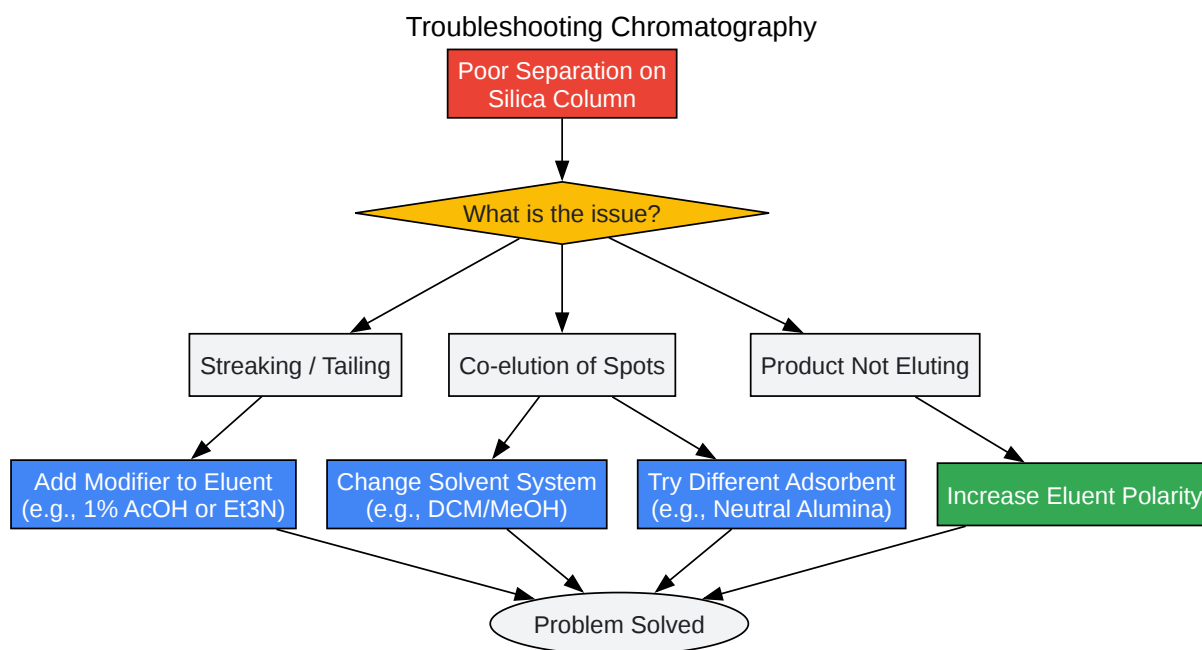 Troubleshooting Chromatography
Poor Separation on
Silica Column
What is the issue?
Streaking / Tailing
Co-elution of Spots
Product Not Eluting
Add Modifier to Eluent
(e.g., 1% AcOH or Et3N)
Change Solvent System
(e.g., DCM/MeOH)
Try Different Adsorbent
(e.g., Neutral Alumina)
Increase Eluent Polarity
Problem Solved